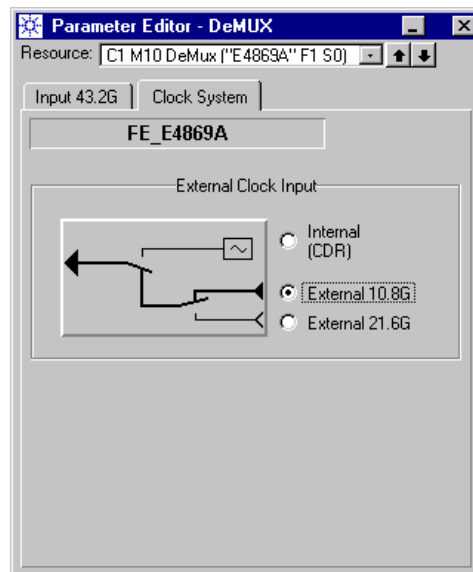 Parameter Editor - DeMUX
Resource: C1 M10 DeMux ("E4869A" F1 S0)
Input 43.2G Clock System
FE_E4869A
External Clock Input
Internal
(CDR)
External 10.8G
External 21.6G